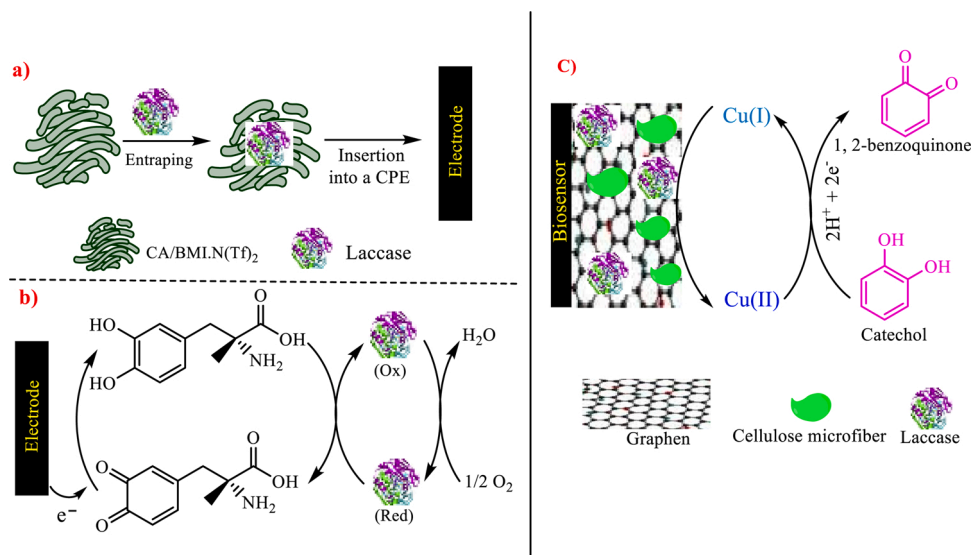 a)
Entraping
Insertion
into a CPE
Electrode
CA/BMI.N(Tf)2
Laccase
b)
HO
HO
O
OH
NH2
Electrode
e−
O
O
O
OH
NH2
(Ox)
(Red)
H2O
1/2 O2
C)
Biosensor
Cu(I)
Cu(II)
2H+ + 2e-
O
O
1, 2-benzoquinone
OH
OH
Catechol
Graphen
Cellulose microfiber
Laccase